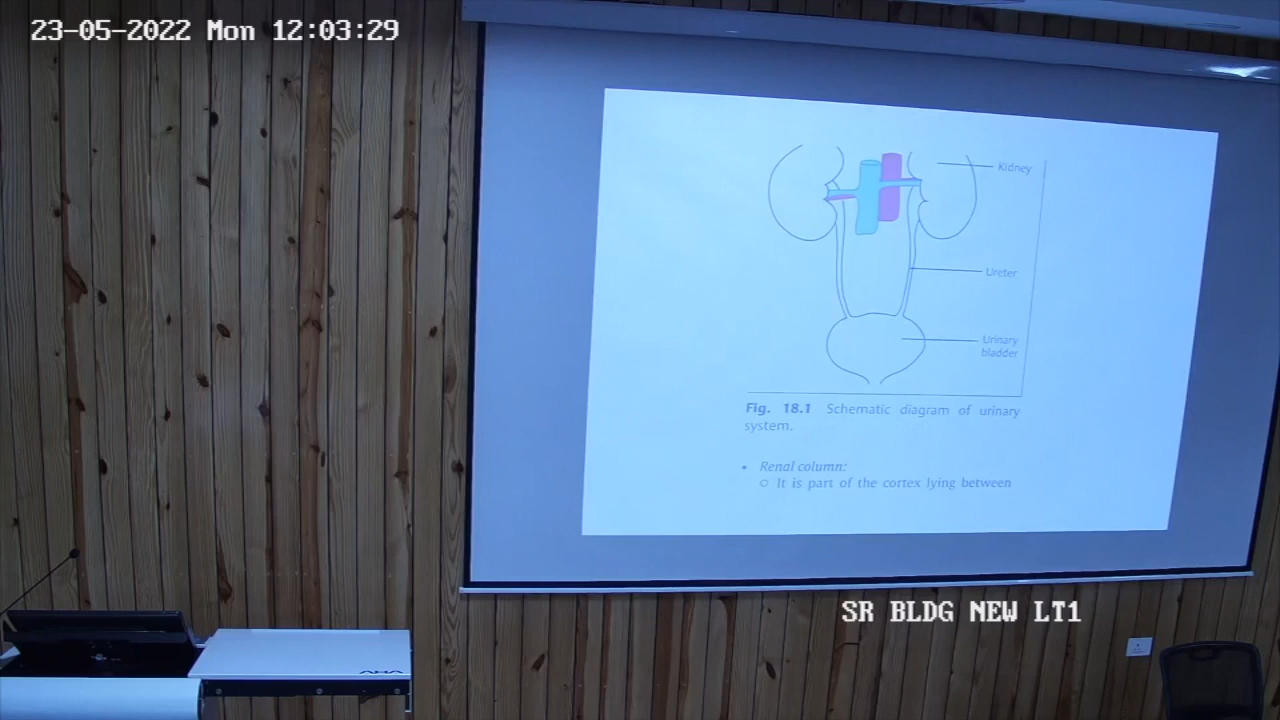 23-05-2022 Mon 12:03:29
Kidney
Ureter
Urinary
bladder
Fig. 18.1 Schematic diagram of urinary
system.
• Renal column:
○ It is part of the cortex lying between
SR BLDG NEW LT1
AHA